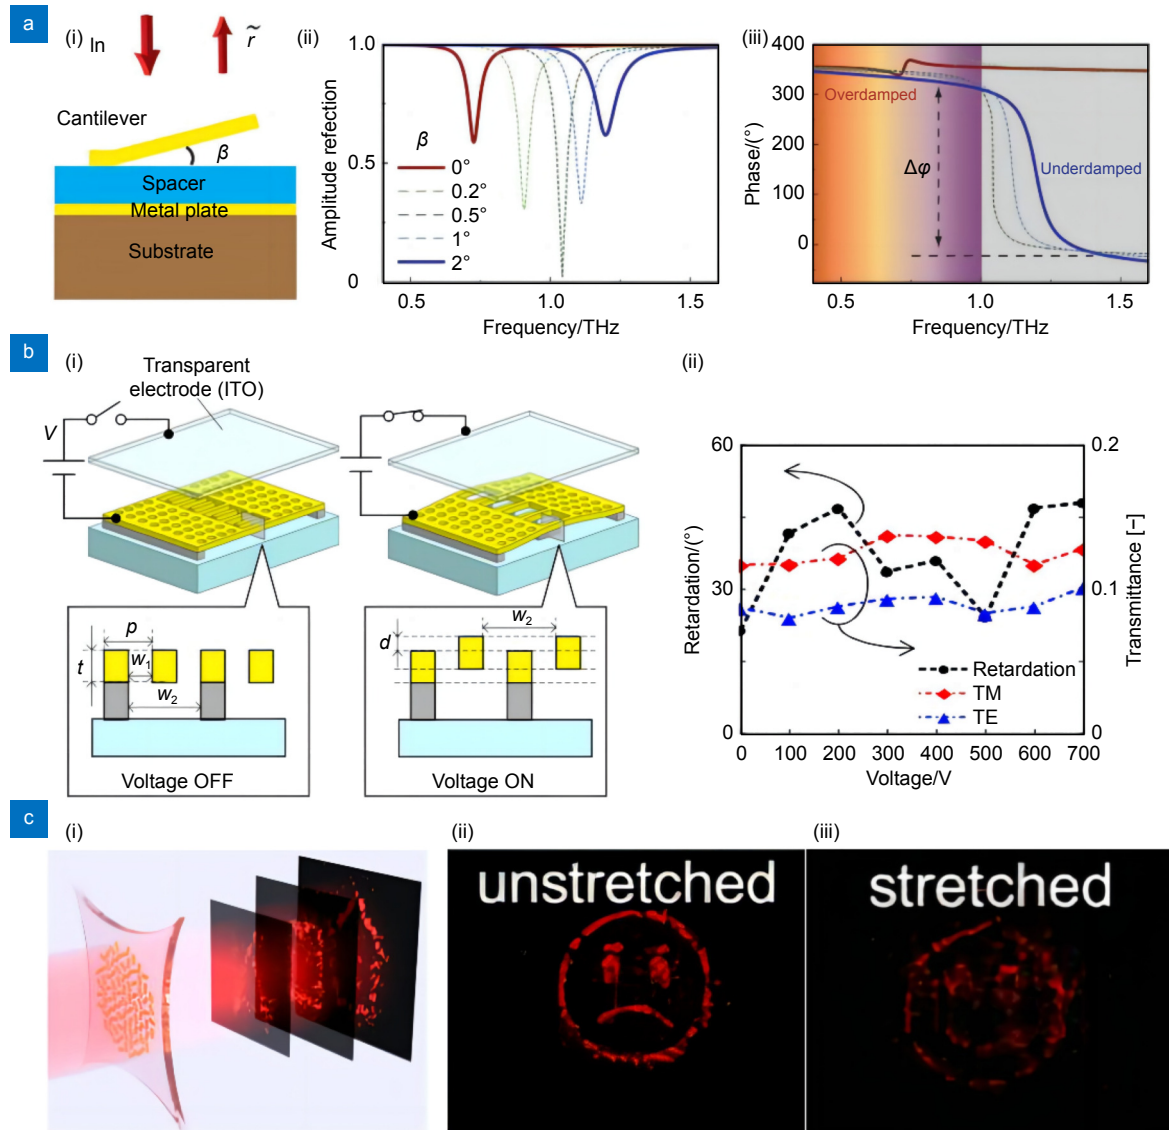 a
(i)
In
r̃
Cantilever
β
Spacer
Metal plate
Substrate
(ii)
Amplitude refection
1.0
0.5
0
β
0°
0.2°
0.5°
1°
2°
0.5
1.0
1.5
Frequency/THz
(iii)
Phase/(°)
400
300
200
100
300
400
0
100
Overdamped
Δφ
Underdamped
0.5
1.0
1.5
Frequency/THz
b
(i)
Transparent
electrode (ITO)
V
p
t
w₁
w₂
Voltage OFF
w₂
d
Voltage ON
(ii)
Retardation/(°)
60
30
0
Transmittance [–]
0.2
0.1
0
Retardation
TM
TE
0 100 200 300 400 500 600 700
Voltage/V
c
(i)
(ii)
unstretched
(iii)
stretched